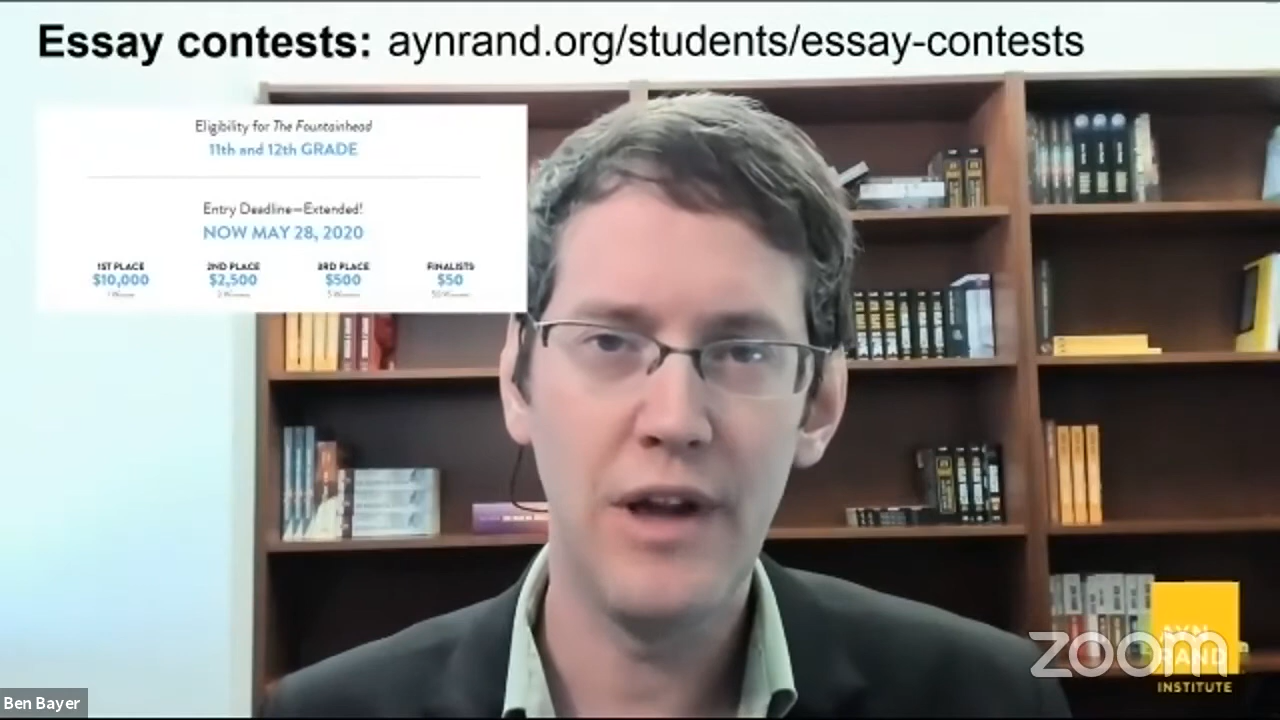 Essay contests: aynrand.org/students/essay-contests
Eligibility for The Fountainhead
11th and 12th GRADE
Entry Deadline—Extended!
NOW MAY 28, 2020
1ST PLACE 2ND PLACE 3RD PLACE FINALISTS
$10,000 $2,500 $500 $50
AYN
RAND
INSTITUTE
zoom
Ben Bayer